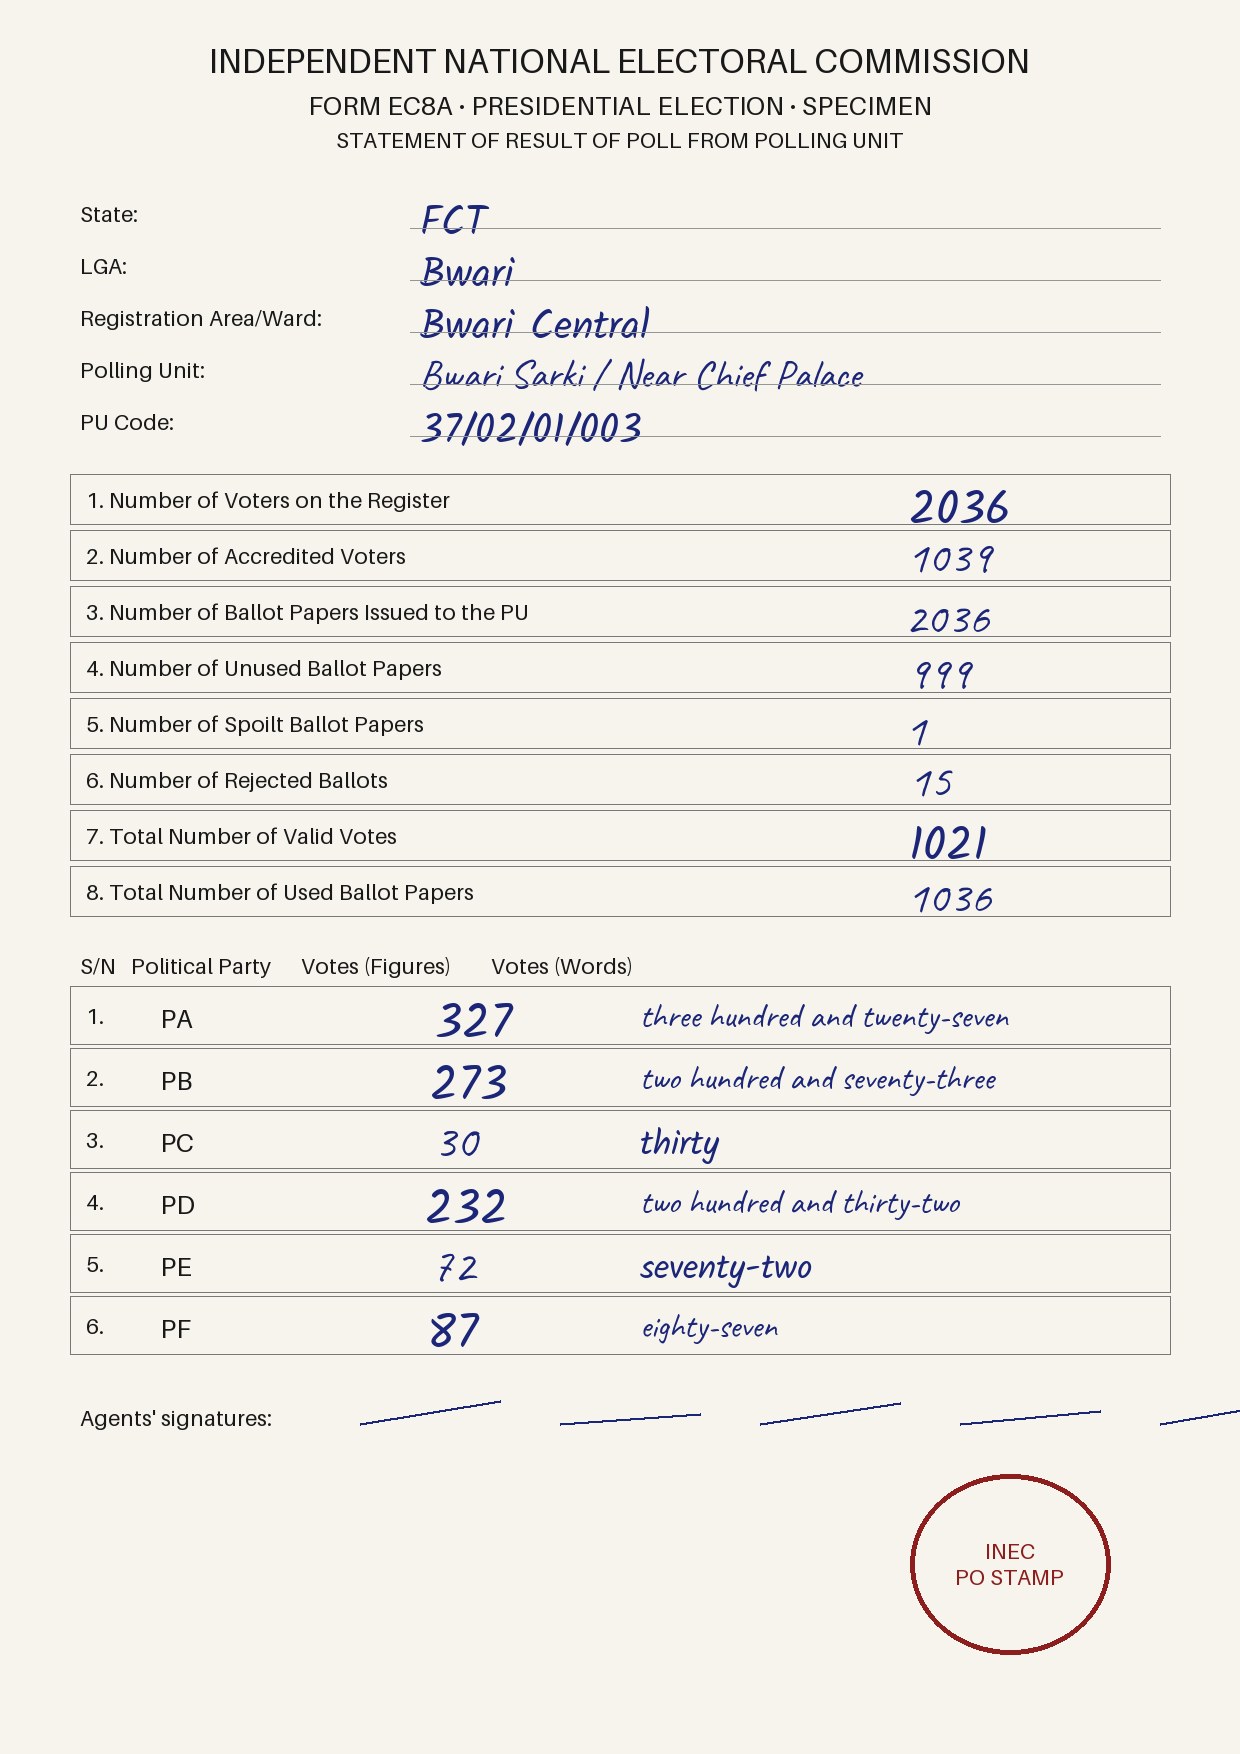 INDEPENDENT NATIONAL ELECTORAL COMMISSION
FORM EC8A · PRESIDENTIAL ELECTION · SPECIMEN
STATEMENT OF RESULT OF POLL FROM POLLING UNIT
State: FCT
LGA: Bwari
Registration Area/Ward: Bwari Central
Polling Unit: Bwari Sarki / Near Chief Palace
PU Code: 37/02/01/003
1. Number of Voters on the Register 2036
2. Number of Accredited Voters 1039
3. Number of Ballot Papers Issued to the PU 2036
4. Number of Unused Ballot Papers 999
5. Number of Spoilt Ballot Papers 1
6. Number of Rejected Ballots 15
7. Total Number of Valid Votes 1021
8. Total Number of Used Ballot Papers 1036
S/N Political Party Votes (Figures) Votes (Words)
1. PA 327 three hundred and twenty-seven
2. PB 273 two hundred and seventy-three
3. PC 30 thirty
4. PD 232 two hundred and thirty-two
5. PE 72 seventy-two
6. PF 87 eighty-seven
Agents' signatures:
INEC
PO STAMP